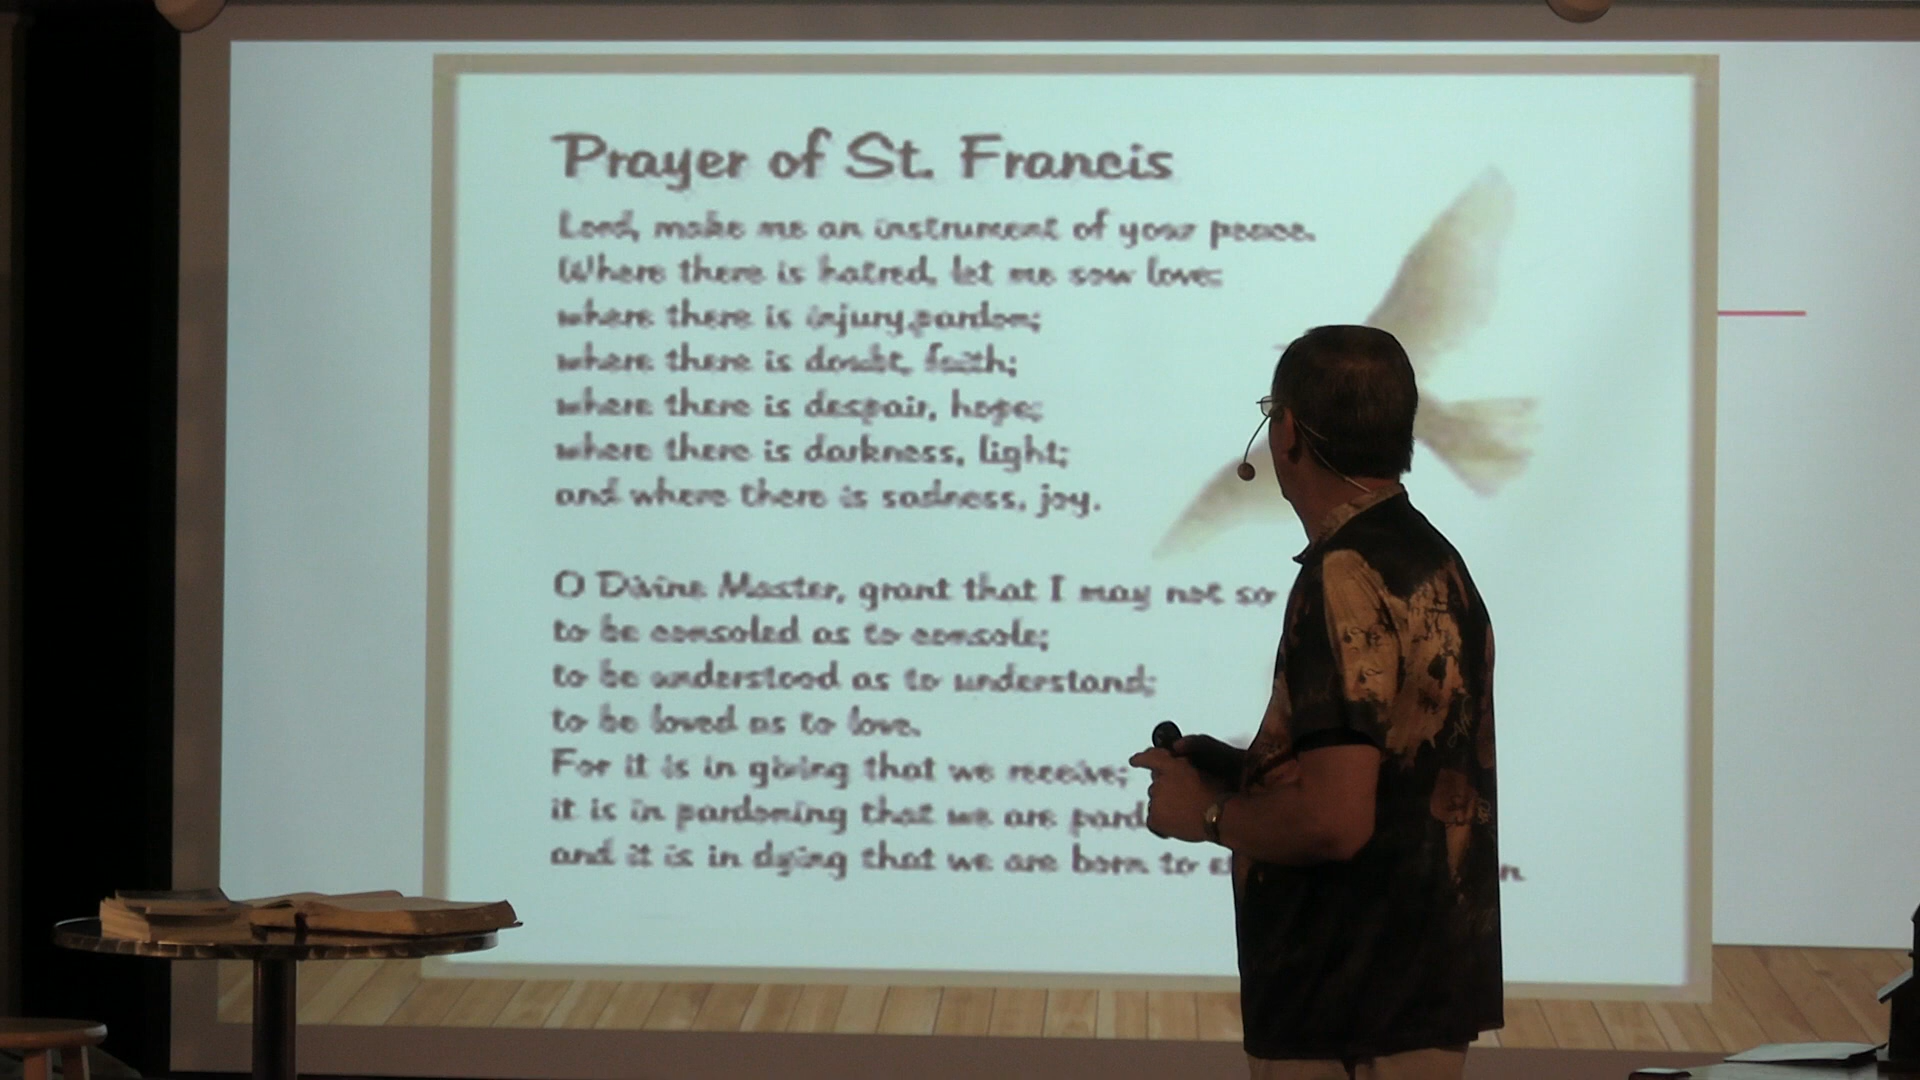 Prayer of St. Francis
Lord, make me an instrument of your peace.
Where there is hatred, let me sow love;
where there is injury,pardon;
where there is doubt, faith;
where there is despair, hope;
where there is darkness, light;
and where there is sadness, joy.
O Divine Master, grant that I may not so
to be consoled as to console;
to be understood as to understand;
to be loved as to love.
For it is in giving that we receive;
it is in pardoning that we are
and it is in dying that we are born to